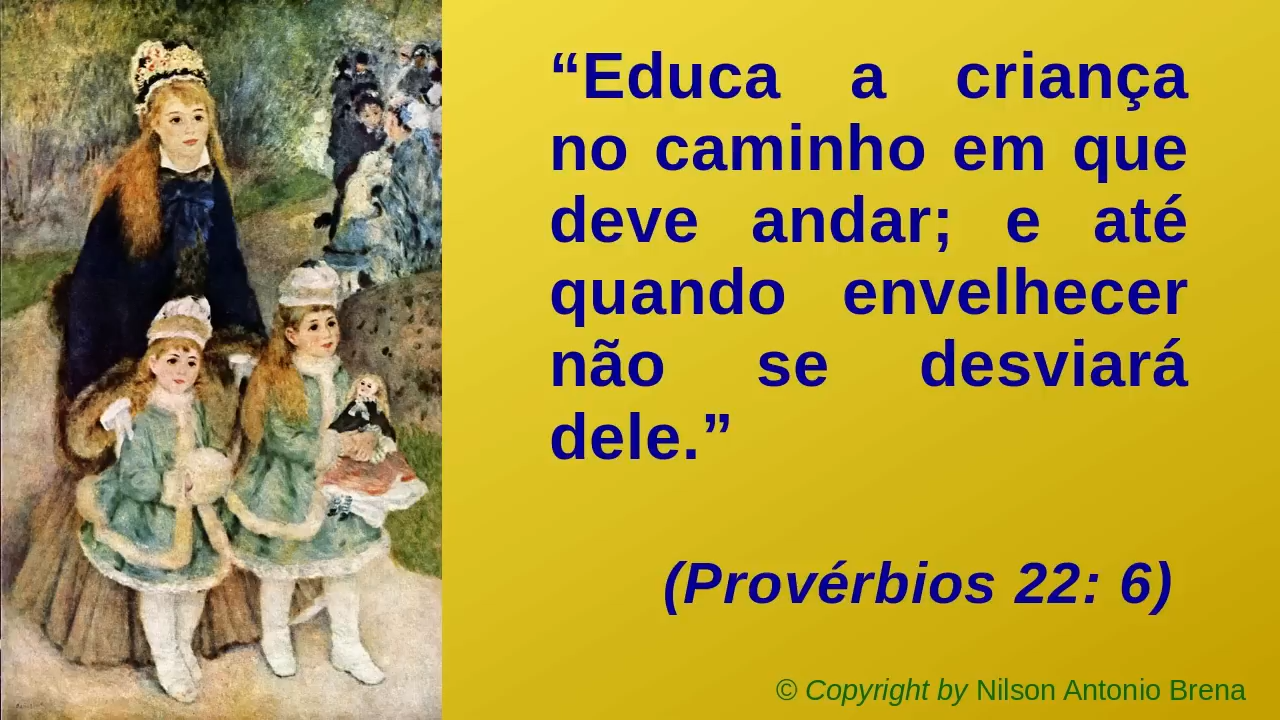 “Educa a criança
no caminho em que
deve andar; e até
quando envelhecer
não se desviará
dele.”
(Provérbios 22: 6)
© Copyright by Nilson Antonio Brena